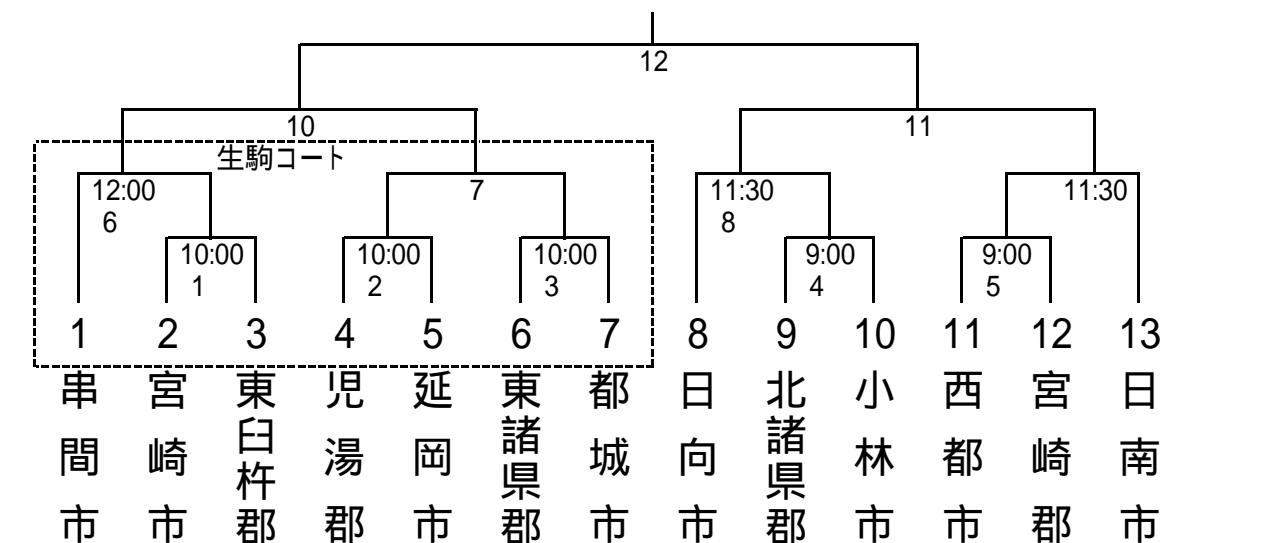 12
10
11
生駒コート
12:00
7
11:30
11:30
6
8
10:00
10:00
10:00
9:00
9:00
1
2
3
4
5
1
2
3
4
5
6
7
8
9
10
11
12
13
串間市
宮崎市
東臼杵郡
児湯郡
延岡市
東諸県郡
都城市
日向市
北諸県郡
小林市
西都市
宮崎郡
日南市